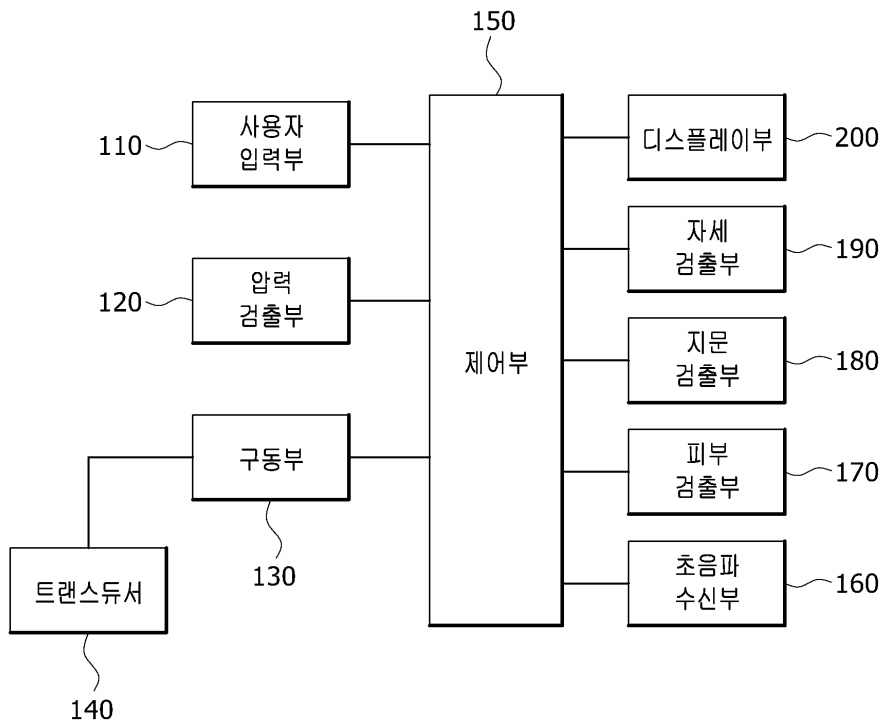 150
110
사용자
입력부
디스플레이부
200
자세
검출부
190
120
압력
검출부
제어부
지문
검출부
180
구동부
130
피부
검출부
170
트랜스듀서
140
초음파
수신부
160